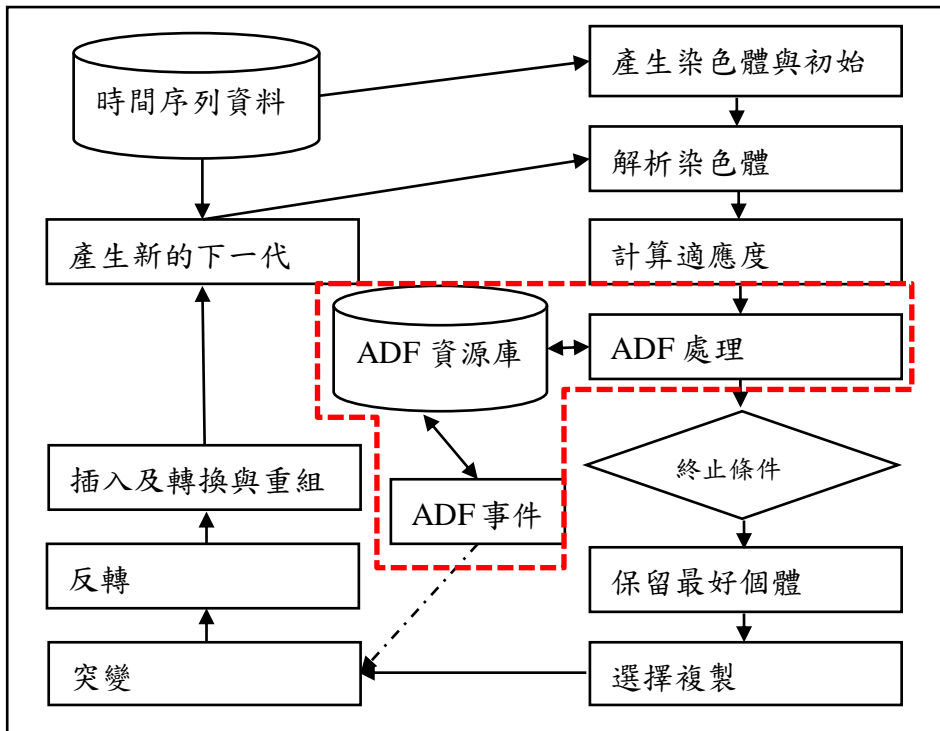 時間序列資料
產生染色體與初始
解析染色體
產生新的下一代
計算適應度
ADF 資源庫
ADF 處理
終止條件
插入及轉換與重組
ADF 事件
反轉
保留最好個體
突變
選擇複製